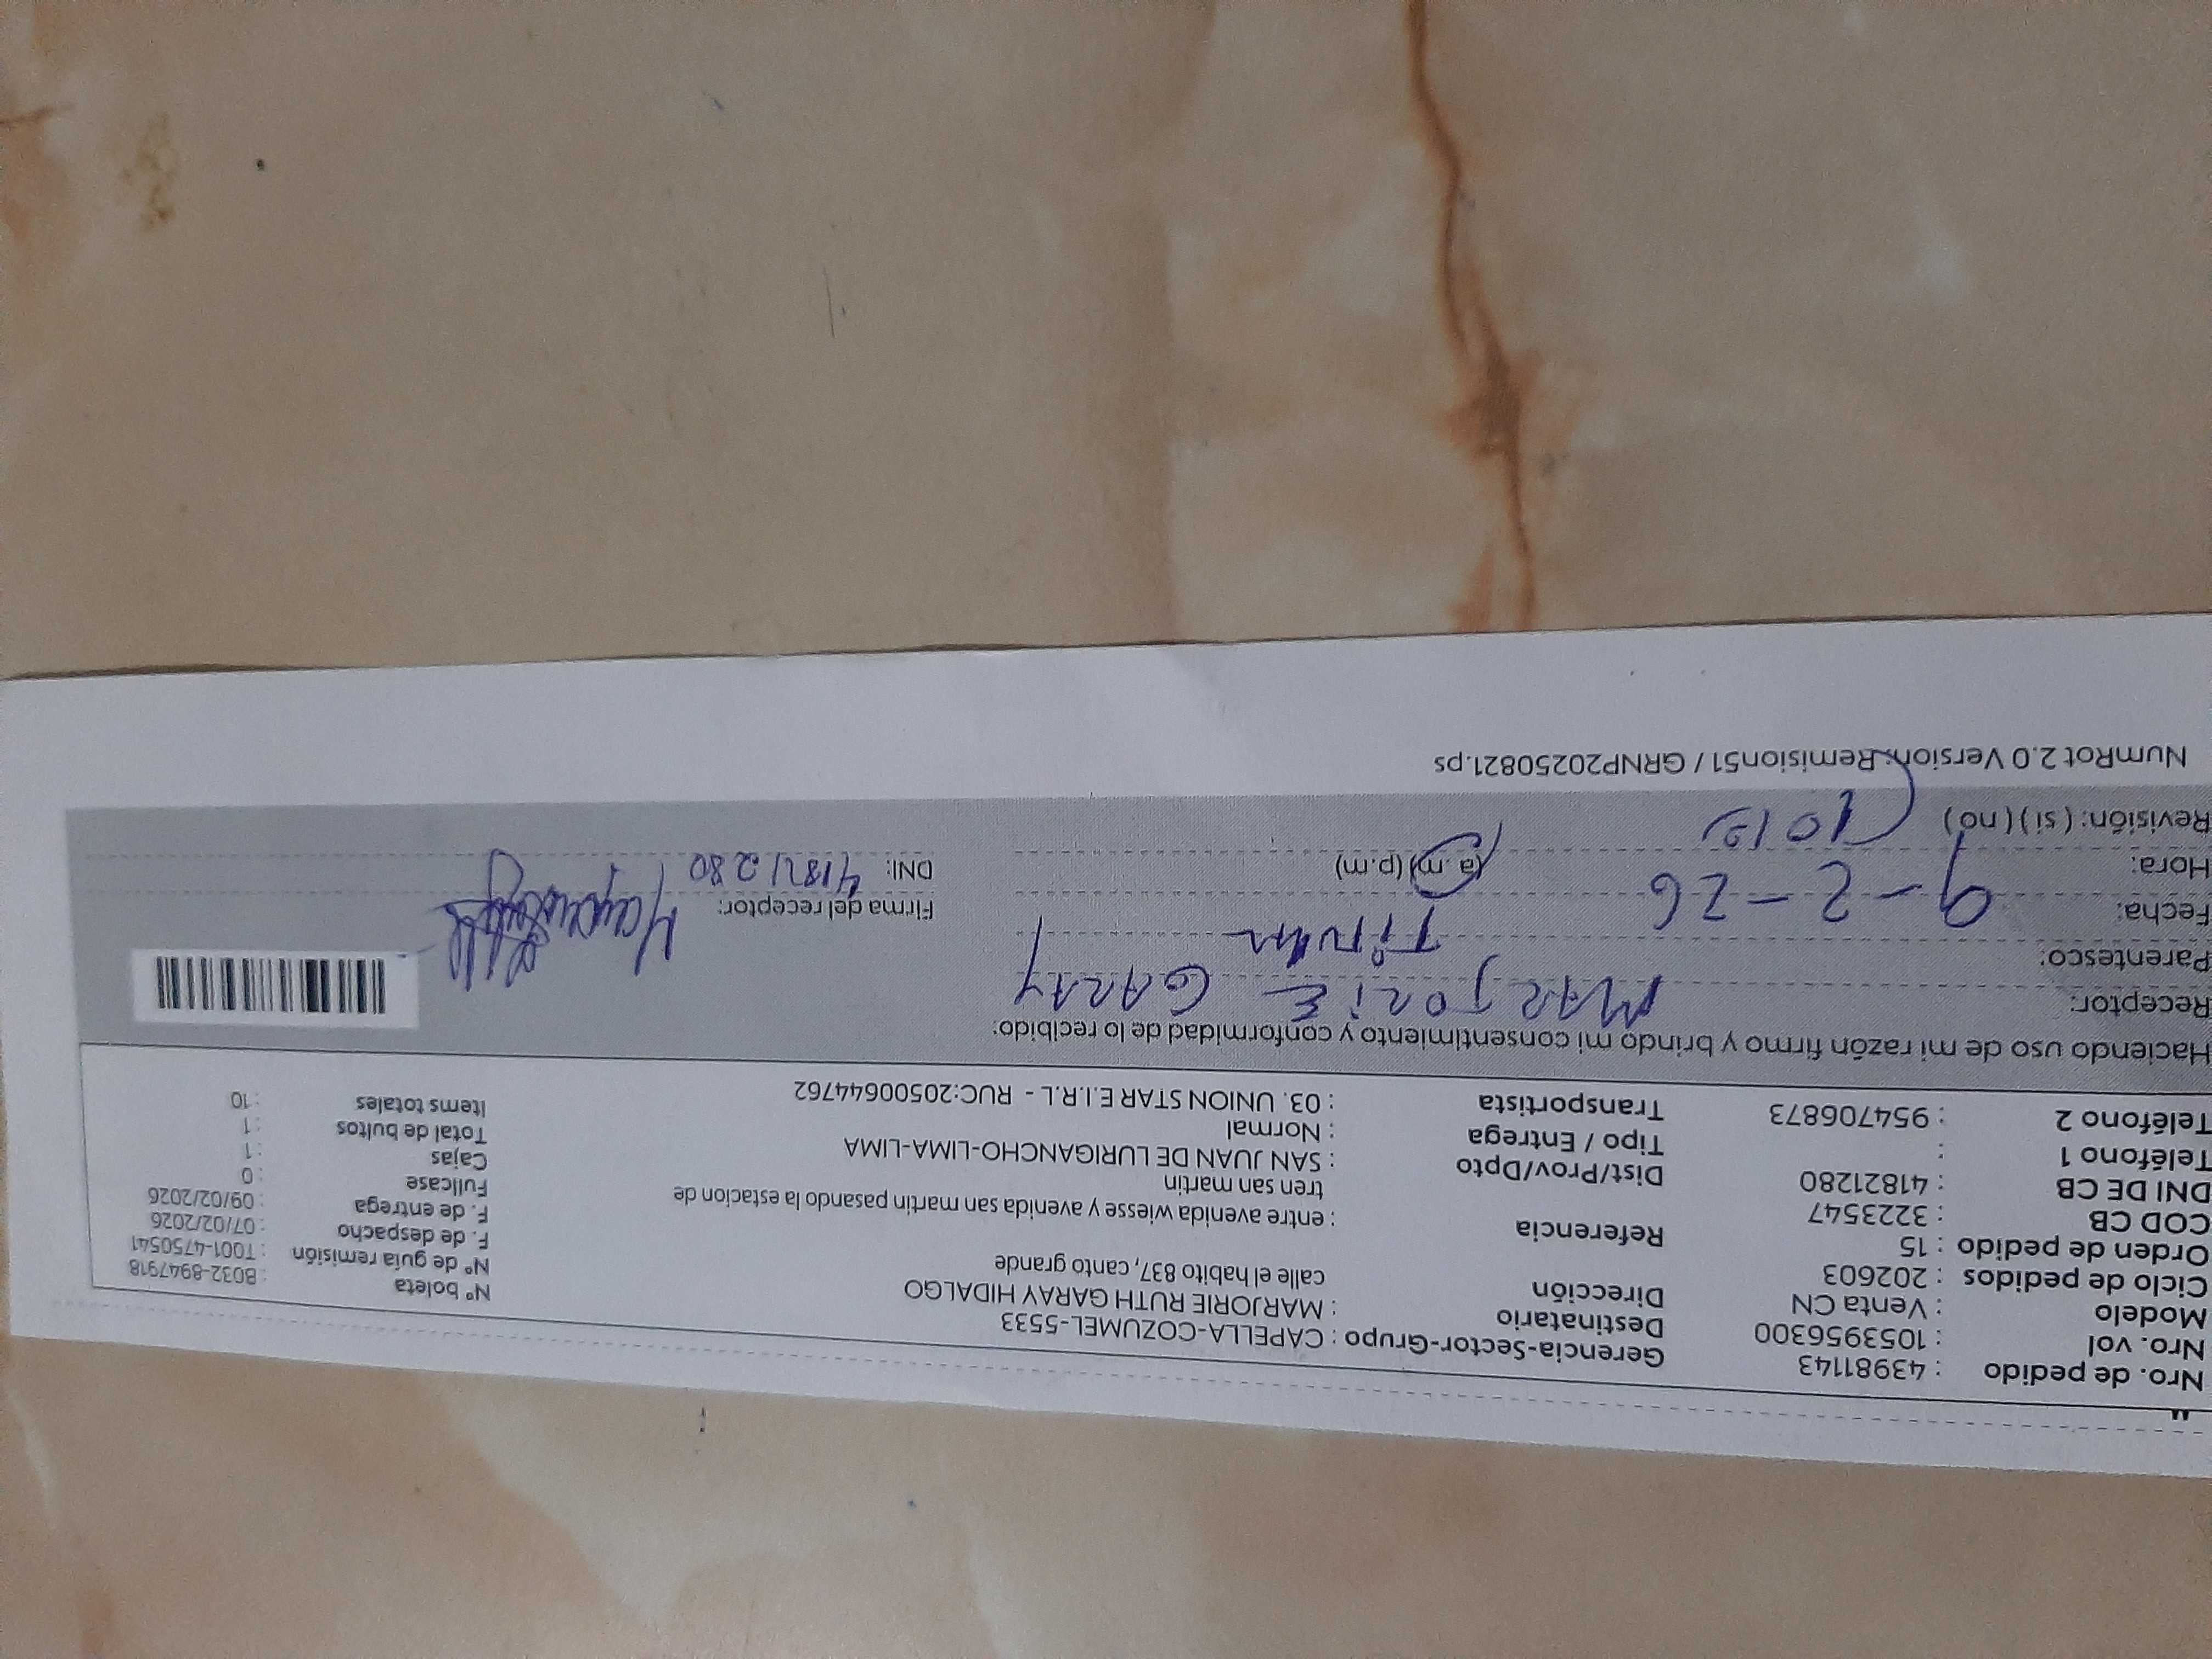 Nro. de pedido : 43981143
Nro. vol : 1053956300
Modelo : Venta CN
Ciclo de pedidos : 202603
Orden de pedido : 15
COD CB : 3223547
DNI DE CB : 41821280
Teléfono 1 :
Teléfono 2 : 954706873
Gerencia-Sector-Grupo : CAPELLA-COZUMEL-5533
Destinatario : MARJORIE RUTH GARAY HIDALGO
Dirección calle el habito 837, canto grande
Referencia : entre avenida wiesse y avenida san martin pasando la estacion de
tren san martin
Dist/Prov/Dpto : SAN JUAN DE LURIGANCHO-LIMA-LIMA
Tipo / Entrega : Normal
Transportista : 03. UNION STAR E.I.R.L - RUC:20500644762
Nº boleta : B032-8947918
Nº de guía remisión : T001-4750541
F. de despacho : 07/02/2026
F. de entrega : 09/02/2026
Fullcase : 0
Cajas : 1
Total de bultos : 1
Items totales : 10
Haciendo uso de mi razón firmo y brindo mi consentimiento y conformidad de lo recibido:
Receptor: MARJORIE GARAY
Parentesco: Titular
Fecha: 9-2-26
Hora: 1019 (a.m) (p.m)
Revisión: (si) (no)
Firma del receptor:
DNI: 41821280
NumRot 2.0 Version: Remision51 / GRNP20250821.ps